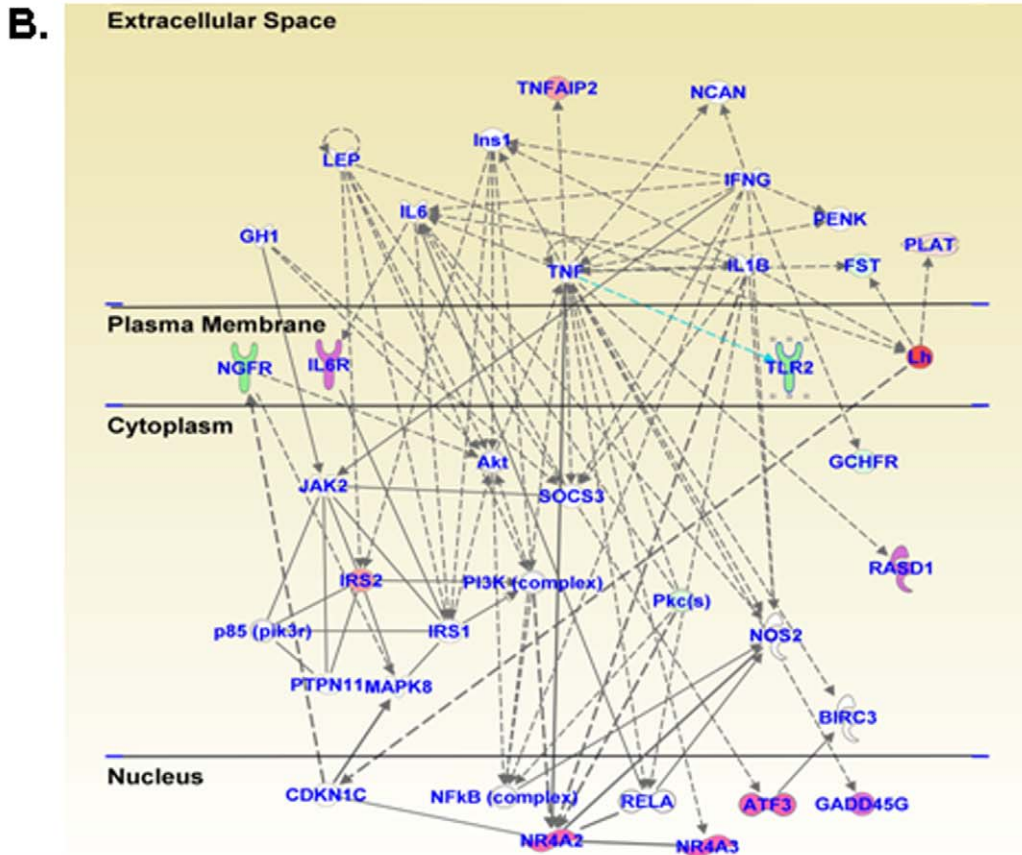 B.
Extracellular Space
TNFAIP2
NCAN
Ins1
LEP
IFNG
IL6
PENK
GH1
PLAT
TNF
IL1B
FST
Plasma Membrane
NGFR
IL6R
TLR2
Lh
Cytoplasm
Akt
GCHFR
JAK2
SOCS3
RASD1
IRS2
PI3K (complex)
Pkc(s)
p85 (pik3r)
IRS1
NOS2
PTPN11
MAPK8
BIRC3
Nucleus
CDKN1C
NFkB (complex)
RELA
ATF3
GADD45G
NR4A2
NR4A3